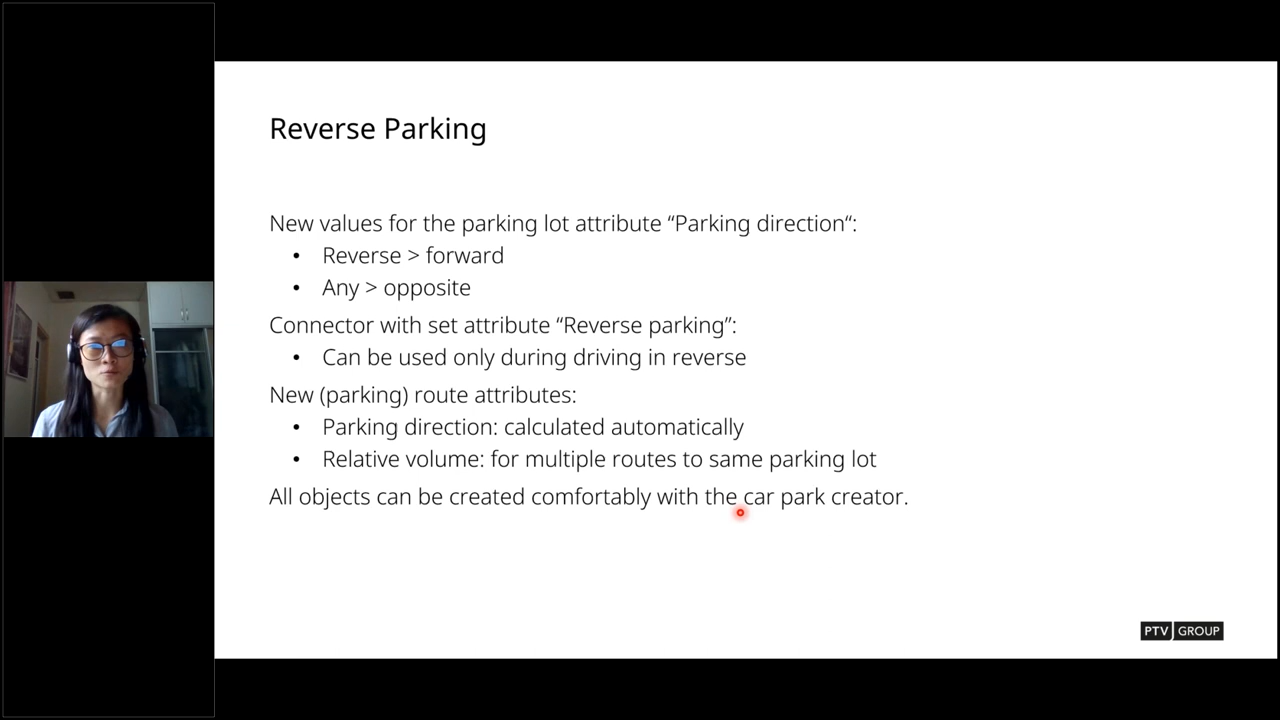 Reverse Parking
New values for the parking lot attribute “Parking direction“:
• Reverse > forward
• Any > opposite
Connector with set attribute “Reverse parking”:
• Can be used only during driving in reverse
New (parking) route attributes:
• Parking direction: calculated automatically
• Relative volume: for multiple routes to same parking lot
All objects can be created comfortably with the car park creator.
PTV GROUP